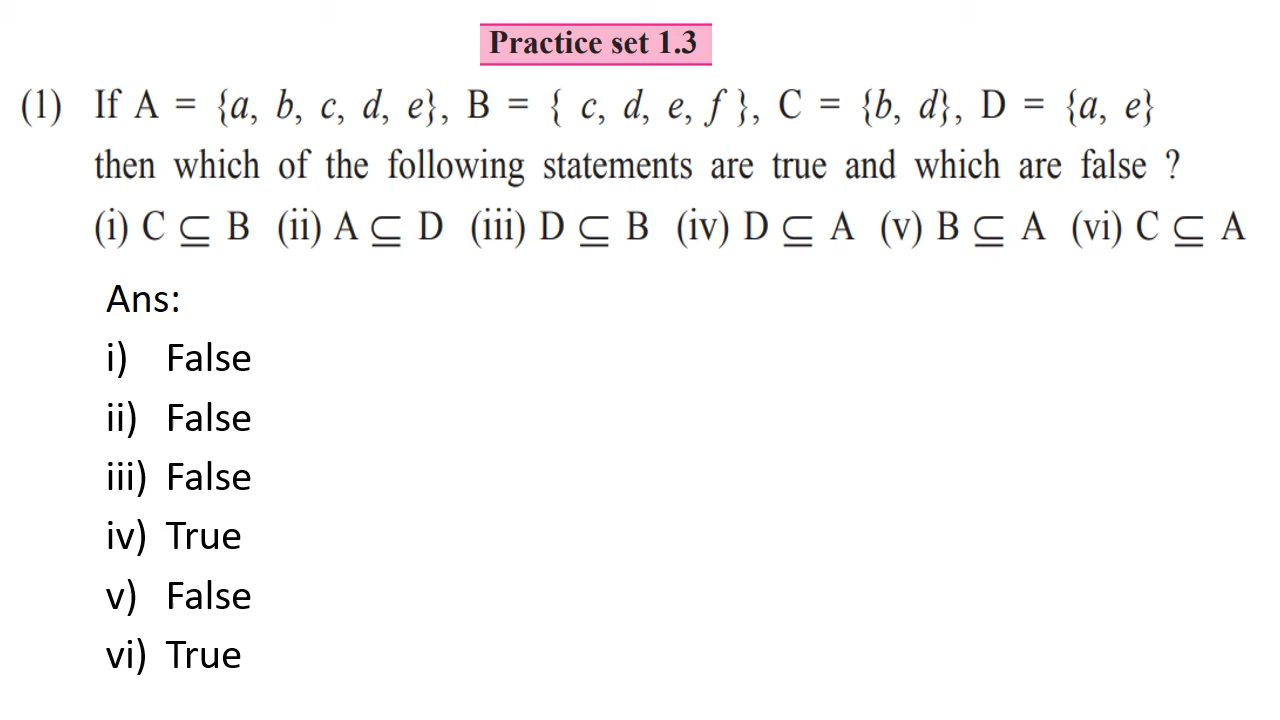 Practice set 1.3
(1) If A = {a, b, c, d, e}, B = { c, d, e, f }, C = {b, d}, D = {a, e}
then which of the following statements are true and which are false ?
(i) C ⊆ B (ii) A ⊆ D (iii) D ⊆ B (iv) D ⊆ A (v) B ⊆ A (vi) C ⊆ A
Ans:
i) False
ii) False
iii) False
iv) True
v) False
vi) True